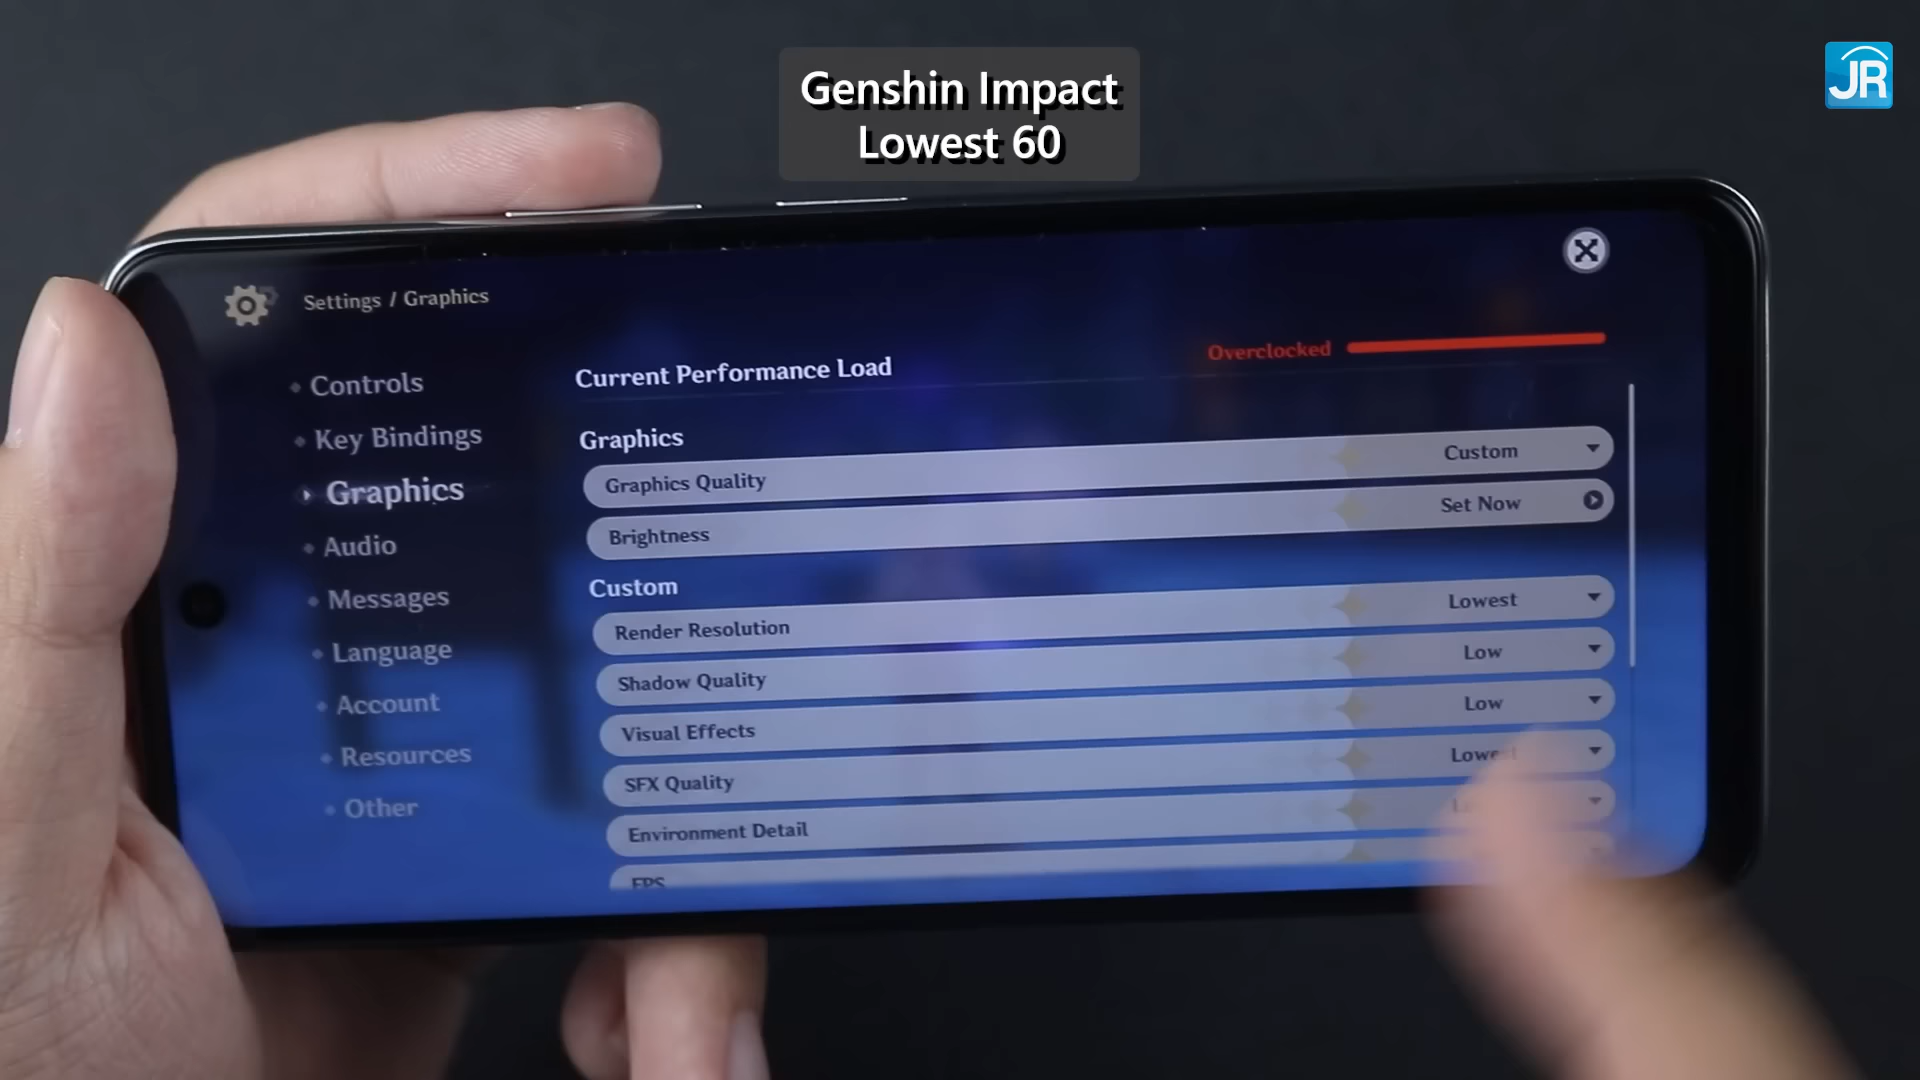 Genshin Impact
Lowest 60
JR
Settings / Graphics
Controls
Key Bindings
Graphics
Audio
Messages
Language
Account
Resources
Other
Current Performance Load
Overclocked
Graphics
Graphics Quality Custom
Brightness Set Now
Custom
Render Resolution Lowest
Shadow Quality Low
Visual Effects Low
SFX Quality Lowest
Environment Detail
FPS